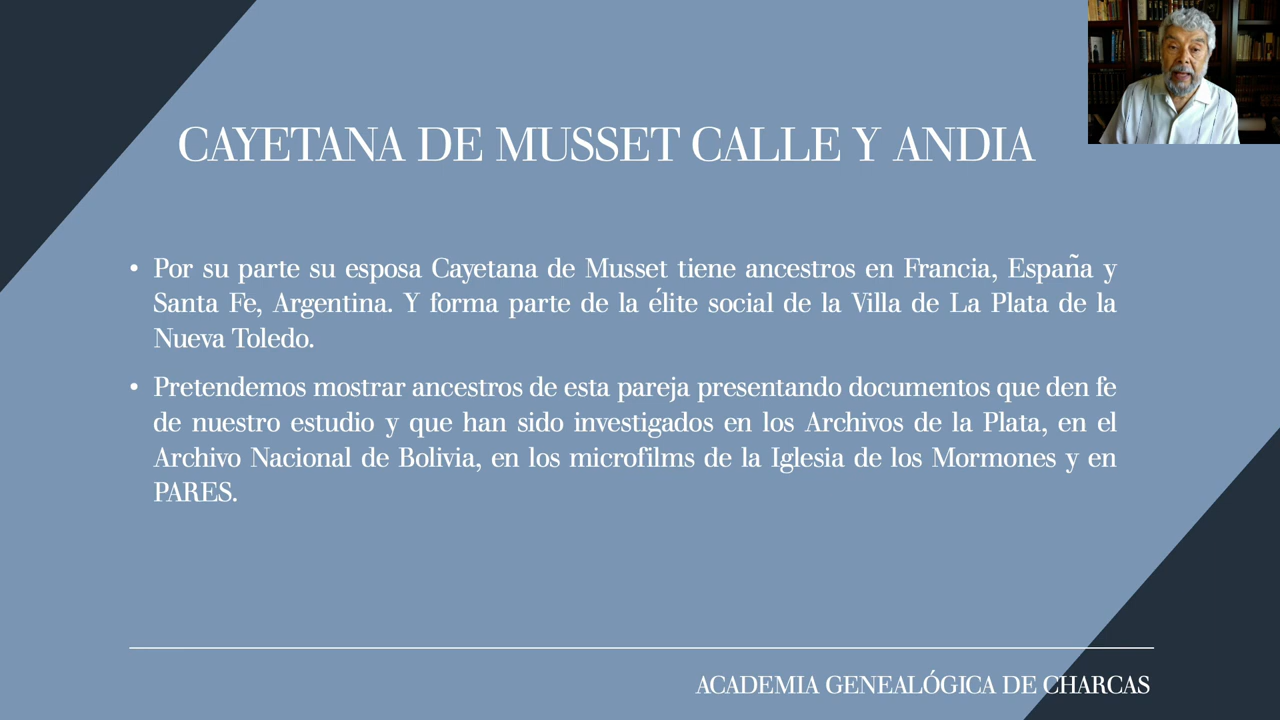 CAYETANA DE MUSSET CALLE Y ANDIA
• Por su parte su esposa Cayetana de Musset tiene ancestros en Francia, España y
Santa Fe, Argentina. Y forma parte de la élite social de la Villa de La Plata de la
Nueva Toledo.
• Pretendemos mostrar ancestros de esta pareja presentando documentos que den fe
de nuestro estudio y que han sido investigados en los Archivos de la Plata, en el
Archivo Nacional de Bolivia, en los microfilms de la Iglesia de los Mormones y en
PARES.
ACADEMIA GENEALÓGICA DE CHARCAS